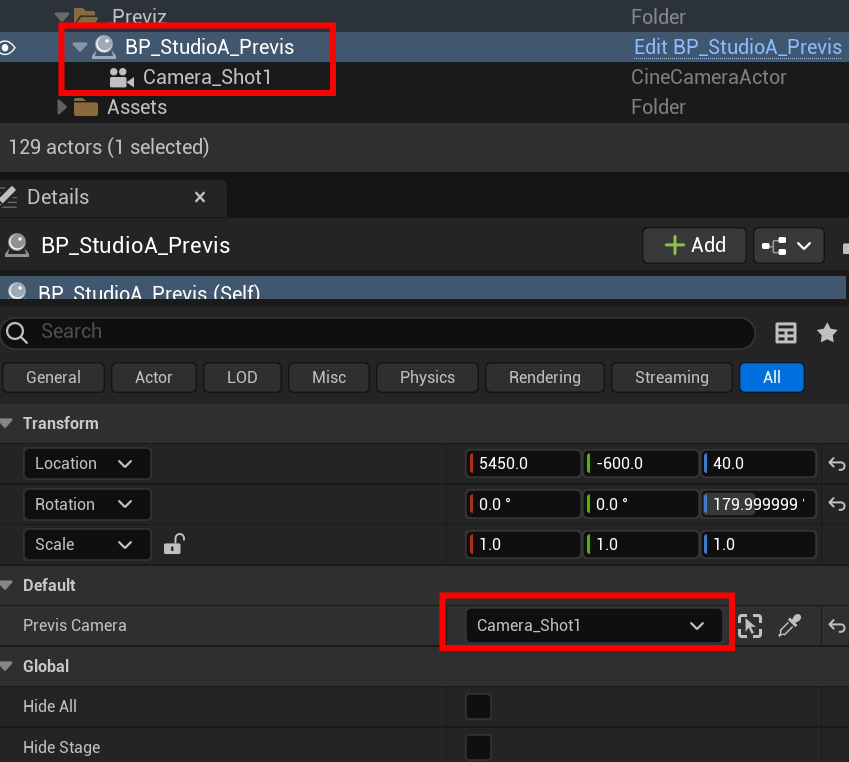 Previz Folder
BP_StudioA_Previs Edit BP_StudioA_Previs
Camera_Shot1 CineCameraActor
Assets Folder
129 actors (1 selected)
Details
BP_StudioA_Previs Add
BP_StudioA_Previs (Self)
Search
General Actor LOD Misc Physics Rendering Streaming All
Transform
Location 5450.0 -600.0 40.0
Rotation 0.0 ° 0.0 ° 179.999999 °
Scale 1.0 1.0 1.0
Default
Previs Camera Camera_Shot1
Global
Hide All
Hide Stage